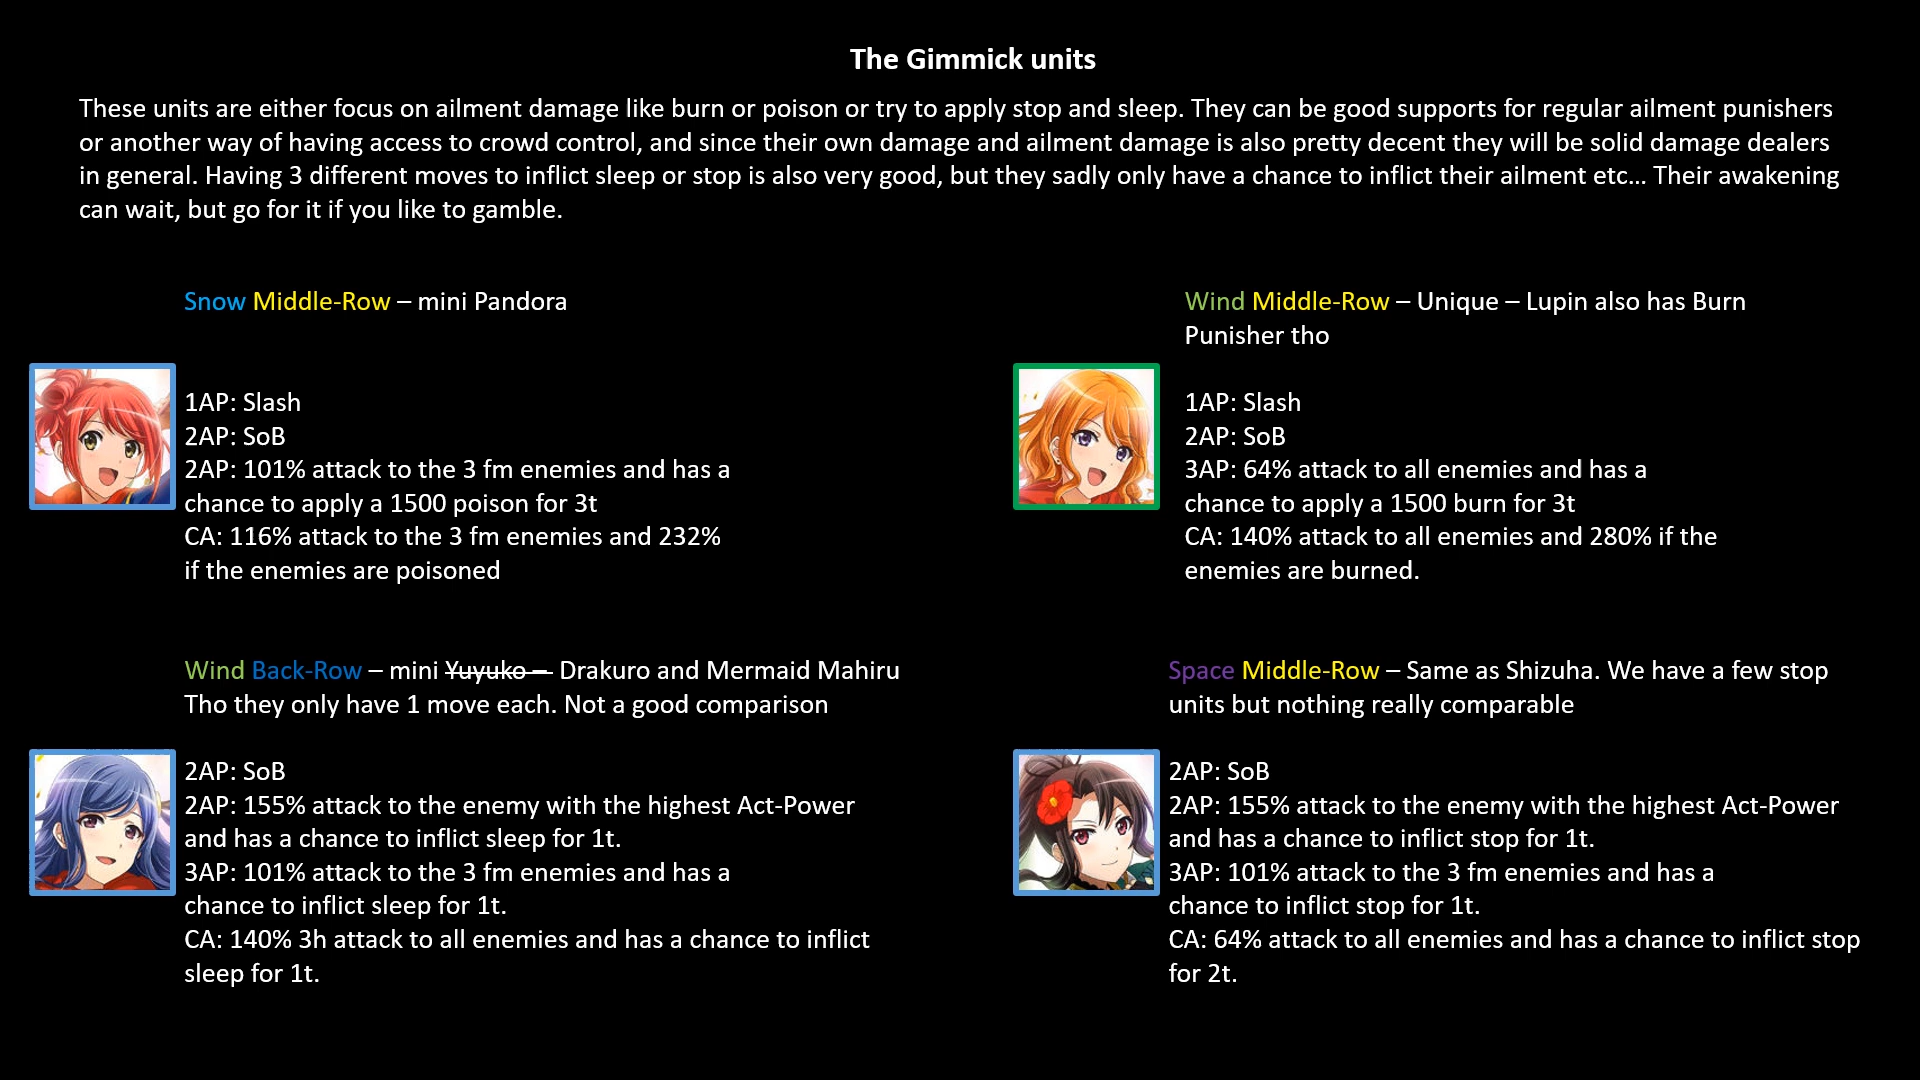 The Gimmick units
These units are either focus on ailment damage like burn or poison or try to apply stop and sleep. They can be good supports for regular ailment punishers
or another way of having access to crowd control, and since their own damage and ailment damage is also pretty decent they will be solid damage dealers
in general. Having 3 different moves to inflict sleep or stop is also very good, but they sadly only have a chance to inflict their ailment etc... Their awakening
can wait, but go for it if you like to gamble.
Snow Middle-Row – mini Pandora
1AP: Slash
2AP: SoB
2AP: 101% attack to the 3 fm enemies and has a
chance to apply a 1500 poison for 3t
CA: 116% attack to the 3 fm enemies and 232%
if the enemies are poisoned
Wind Middle-Row – Unique – Lupin also has Burn
Punisher tho
1AP: Slash
2AP: SoB
3AP: 64% attack to all enemies and has a
chance to apply a 1500 burn for 3t
CA: 140% attack to all enemies and 280% if the
enemies are burned.
Wind Back-Row – mini Yuyuko – Drakuro and Mermaid Mahiru
Tho they only have 1 move each. Not a good comparison
2AP: SoB
2AP: 155% attack to the enemy with the highest Act-Power
and has a chance to inflict sleep for 1t.
3AP: 101% attack to the 3 fm enemies and has a
chance to inflict sleep for 1t.
CA: 140% 3h attack to all enemies and has a chance to inflict
sleep for 1t.
Space Middle-Row – Same as Shizuha. We have a few stop
units but nothing really comparable
2AP: SoB
2AP: 155% attack to the enemy with the highest Act-Power
and has a chance to inflict stop for 1t.
3AP: 101% attack to the 3 fm enemies and has a
chance to inflict stop for 1t.
CA: 64% attack to all enemies and has a chance to inflict stop
for 2t.